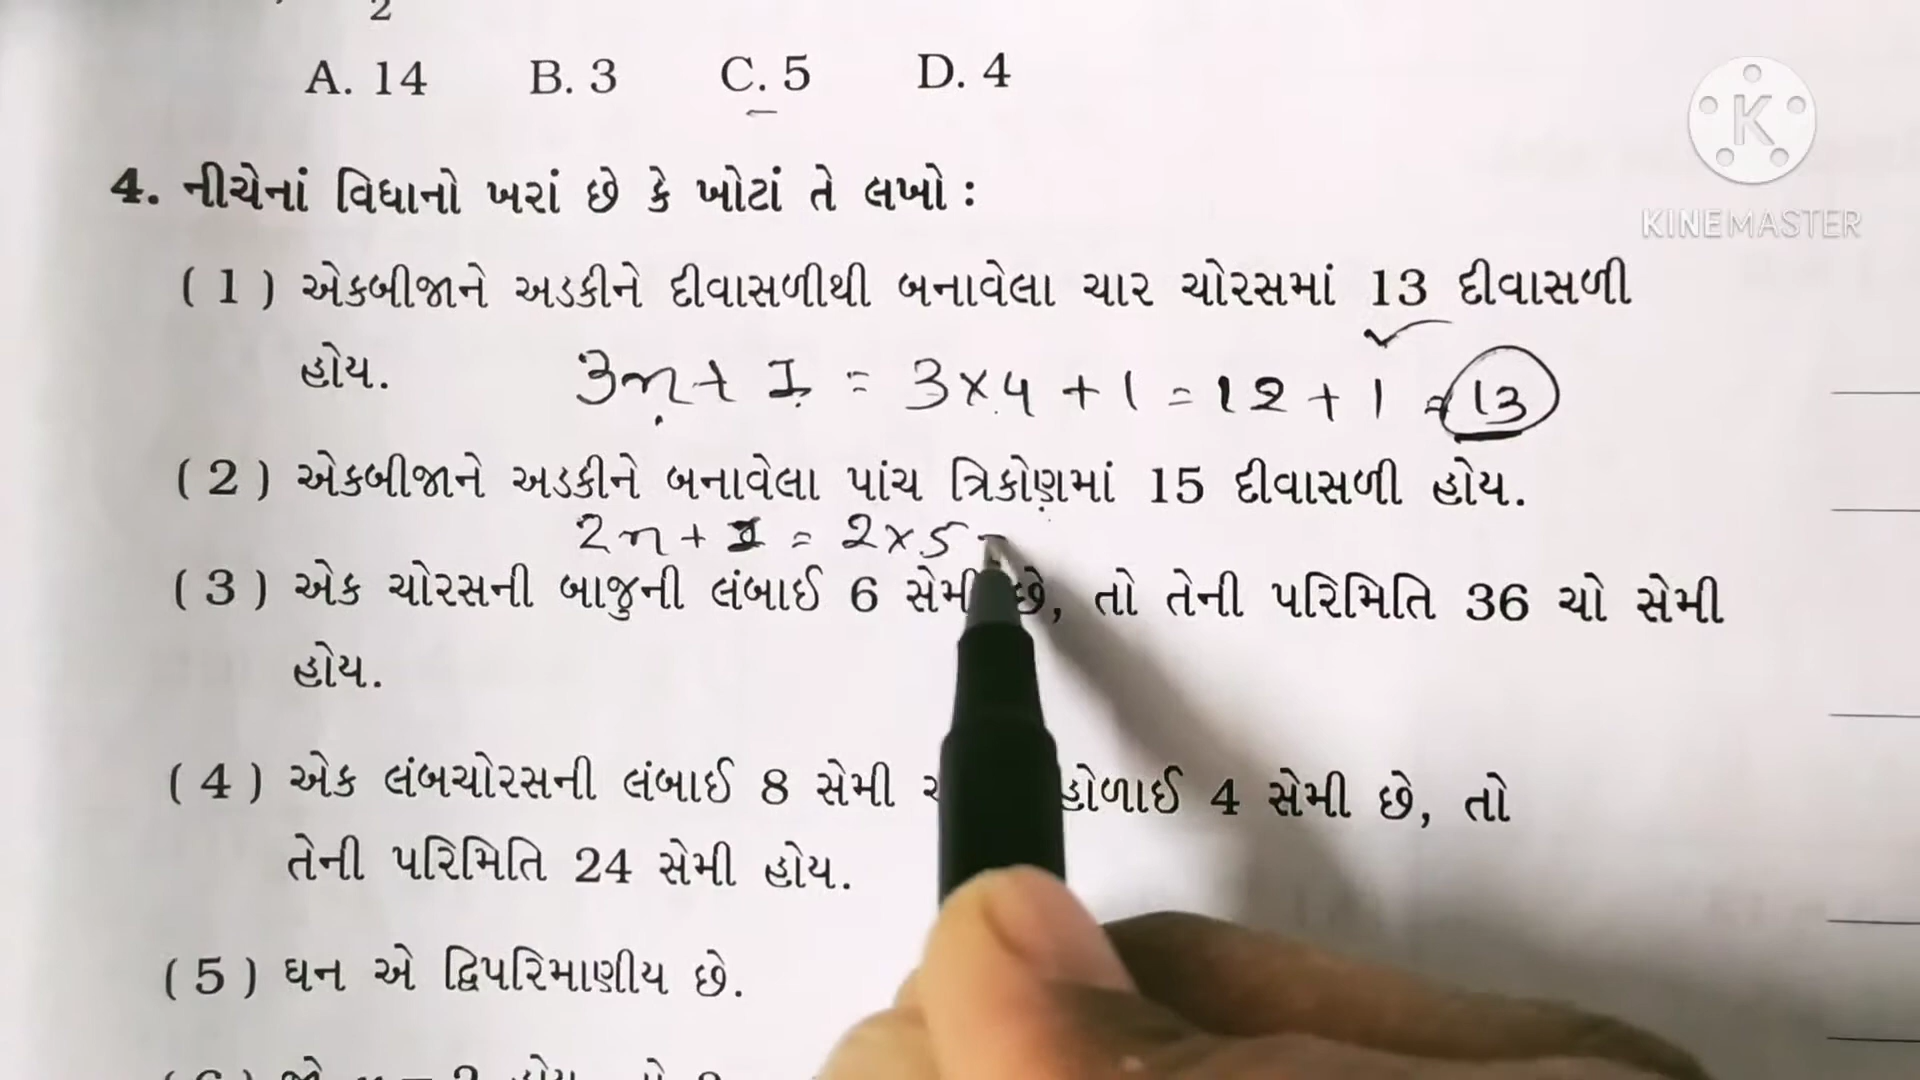 2
A. 14 B. 3 C. 5 D. 4
KINEMASTER
4. નીચેનાં વિધાનો ખરાં છે કે ખોટાં તે લખો :
( 1 ) એકબીજાને અડકીને દીવાસળીથી બનાવેલા ચાર ચોરસમાં 13 દીવાસળી
હોય. 3n + 1 = 3 × 4 + 1 = 12 + 1 = 13
( 2 ) એકબીજાને અડકીને બનાવેલા પાંચ ત્રિકોણમાં 15 દીવાસળી હોય.
2n + 1 = 2 × 5
( 3 ) એક ચોરસની બાજુની લંબાઈ 6 સેમી છે, તો તેની પરિમિતિ 36 ચો સેમી
હોય.
( 4 ) એક લંબચોરસની લંબાઈ 8 સેમી 4 સેમી છે, તો
તેની પરિમિતિ 24 સેમી હોય.
( 5 ) ઘન એ દ્વિપરિમાણીય છે.